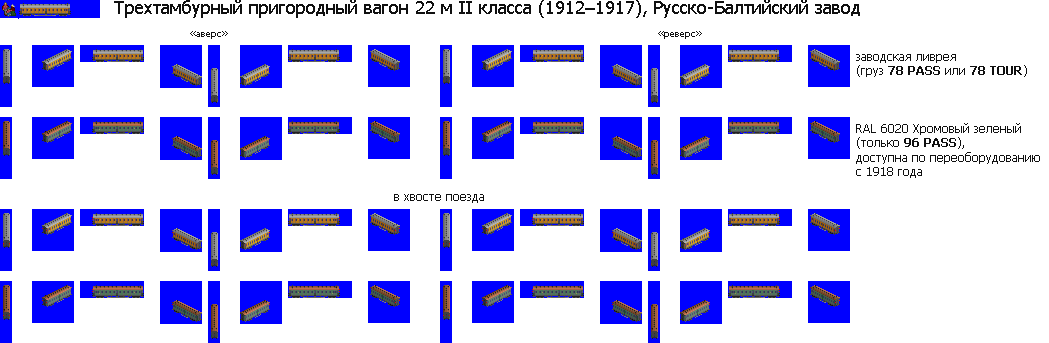 Трехтамбурный пригородный вагон 22 м II класса (1912–1917), Русско-Балтийский завод
«аверс»
«реверс»
заводская ливрея
(груз 78 PASS или 78 TOUR)
RAL 6020 Хромовый зеленый
(только 96 PASS),
доступна по переоборудованию
с 1918 года
в хвосте поезда